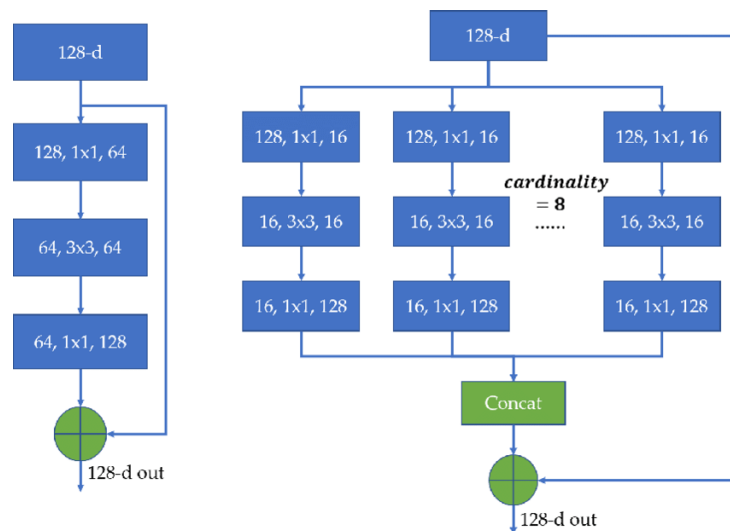 128-d
128, 1x1, 64
64, 3x3, 64
64, 1x1, 128
128-d out
128-d
128, 1x1, 16
128, 1x1, 16
128, 1x1, 16
cardinality
= 8
......
16, 3x3, 16
16, 3x3, 16
16, 3x3, 16
16, 1x1, 128
16, 1x1, 128
16, 1x1, 128
Concat
128-d out